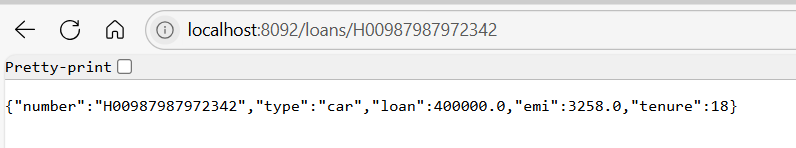 localhost:8092/loans/H00987987972342
Pretty-print
{"number":"H00987987972342","type":"car","loan":400000.0,"emi":3258.0,"tenure":18}